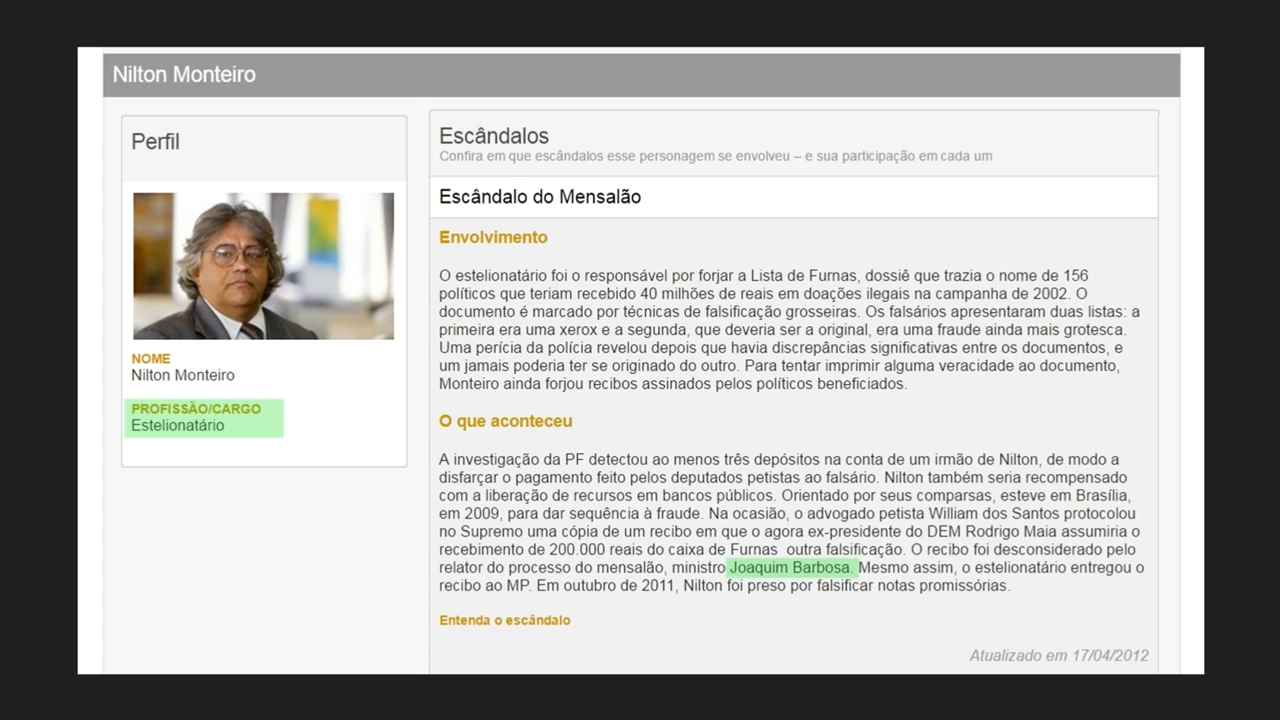 Nilton Monteiro
Perfil
NOME
Nilton Monteiro
PROFISSÃO/CARGO
Estelionatário
Escândalos
Confira em que escândalos esse personagem se envolveu – e sua participação em cada um
Escândalo do Mensalão
Envolvimento
O estelionatário foi o responsável por forjar a Lista de Furnas, dossiê que trazia o nome de 156
políticos que teriam recebido 40 milhões de reais em doações ilegais na campanha de 2002. O
documento é marcado por técnicas de falsificação grosseiras. Os falsários apresentaram duas listas: a
primeira era uma xerox e a segunda, que deveria ser a original, era uma fraude ainda mais grotesca.
Uma perícia da polícia revelou depois que havia discrepâncias significativas entre os documentos, e
um jamais poderia ter se originado do outro. Para tentar imprimir alguma veracidade ao documento,
Monteiro ainda forjou recibos assinados pelos políticos beneficiados.
O que aconteceu
A investigação da PF detectou ao menos três depósitos na conta de um irmão de Nilton, de modo a
disfarçar o pagamento feito pelos deputados petistas ao falsário. Nilton também seria recompensado
com a liberação de recursos em bancos públicos. Orientado por seus comparsas, esteve em Brasília,
em 2009, para dar sequência à fraude. Na ocasião, o advogado petista William dos Santos protocolou
no Supremo uma cópia de um recibo em que o agora ex-presidente do DEM Rodrigo Maia assumiria o
recebimento de 200.000 reais do caixa de Furnas  outra falsificação. O recibo foi desconsiderado pelo
relator do processo do mensalão, ministro Joaquim Barbosa. Mesmo assim, o estelionatário entregou o
recibo ao MP. Em outubro de 2011, Nilton foi preso por falsificar notas promissórias.
Entenda o escândalo
Atualizado em 17/04/2012